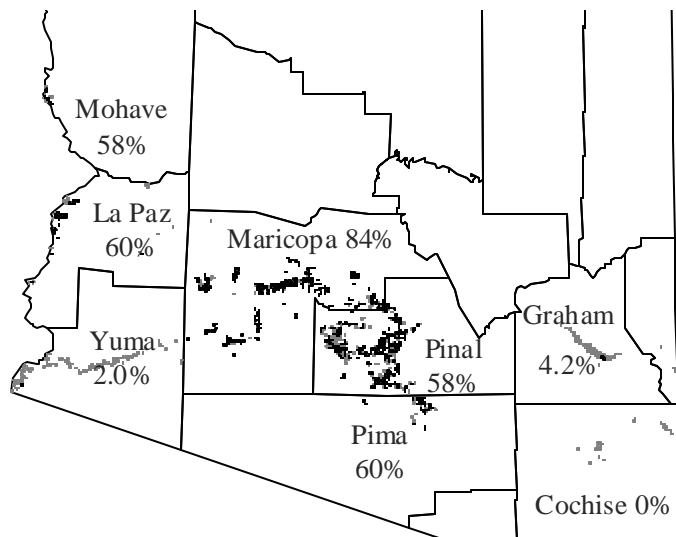 Mohave
58%
La Paz
60%
Maricopa 84%
Yuma
2.0%
Pinal
58%
Graham
4.2%
Pima
60%
Cochise 0%